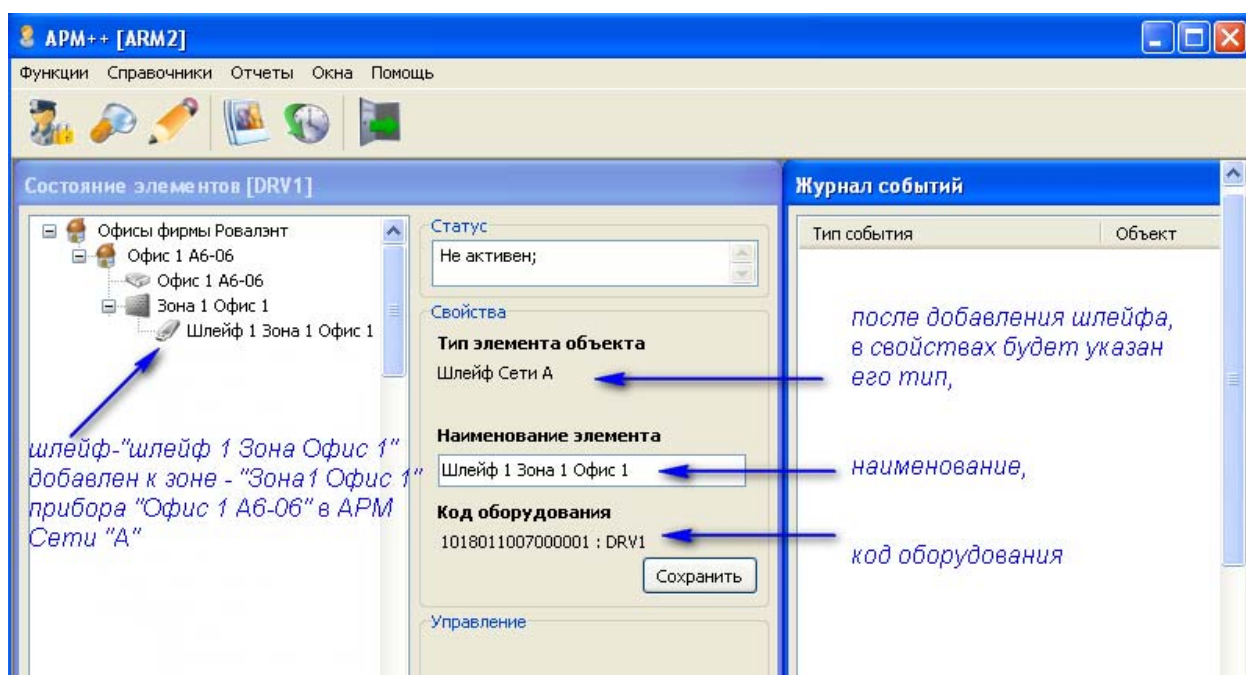 АРМ++ [ARM2]
Функции Справочники Отчеты Окна Помощь
Состояние элементов [DRV1]
Офисы фирмы Ровалэнт
Офис 1 А6-06
Офис 1 А6-06
Зона 1 Офис 1
Шлейф 1 Зона 1 Офис 1
шлейф-"шлейф 1 Зона Офис 1"
добавлен к зоне - "Зона1 Офис 1"
прибора "Офис 1 А6-06" в АРМ
Сети "А"
Статус
Не активен;
Свойства
Тип элемента объекта
Шлейф Сети А
Наименование элемента
Шлейф 1 Зона 1 Офис 1
Код оборудования
1018011007000001 : DRV1
Сохранить
Управление
Журнал событий
Тип события Объект
после добавления шлейфа,
в свойствах будет указан
его тип,
наименование,
код оборудования